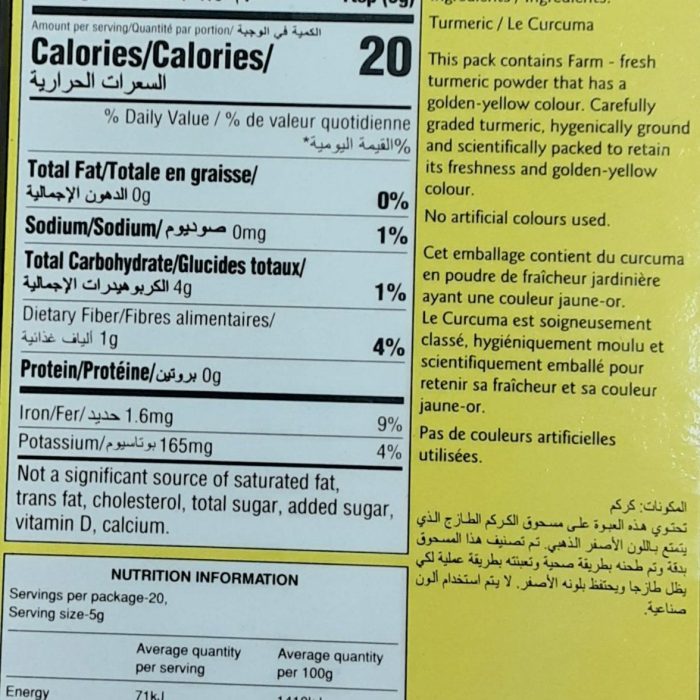 Amount per serving/Quantité par portion/ الكمية في الوجبة
Calories/Calories/ 20
السعرات الحرارية
% Daily Value / % de valeur quotidienne
%القيمة اليومية*
Total Fat/Totale en graisse/
الدهون الإجمالية 0g 0%
Sodium/Sodium/ صوديوم 0mg 1%
Total Carbohydrate/Glucides totaux/
الكربوهيدرات الإجمالية 4g 1%
Dietary Fiber/Fibres alimentaires/
ألياف غذائية 1g 4%
Protein/Protéine/بروتين 0g
Iron/Fer/ حديد 1.6mg 9%
Potassium/بوتاسيوم 165mg 4%
Not a significant source of saturated fat,
trans fat, cholesterol, total sugar, added sugar,
vitamin D, calcium.
NUTRITION INFORMATION
Servings per package-20,
Serving size-5g
Average quantity per serving Average quantity per 100g
Energy 71kJ
Turmeric / Le Curcuma
This pack contains Farm - fresh
turmeric powder that has a
golden-yellow colour. Carefully
graded turmeric, hygenically ground
and scientifically packed to retain
its freshness and golden-yellow
colour.
No artificial colours used.
Cet emballage contient du curcuma
en poudre de fraîcheur jardinière
ayant une couleur jaune-or.
Le Curcuma est soigneusement
classé, hygiéniquement moulu et
scientifiquement emballé pour
retenir sa fraîcheur et sa couleur
jaune-or.
Pas de couleurs artificielles
utilisées.
المكونات: كركم
تحتوي هذه العبوة على مسحوق الكركم الطازج الذي
يتمتع باللون الأصفر الذهبي. تم تصنيف هذا المسحوق
بدقة وتم طحنه بطريقة صحية وتعبئته بطريقة عملية لكي
يظل طازجا ويحتفظ بلونه الأصفر. لا يتم استخدام ألون
صناعية.